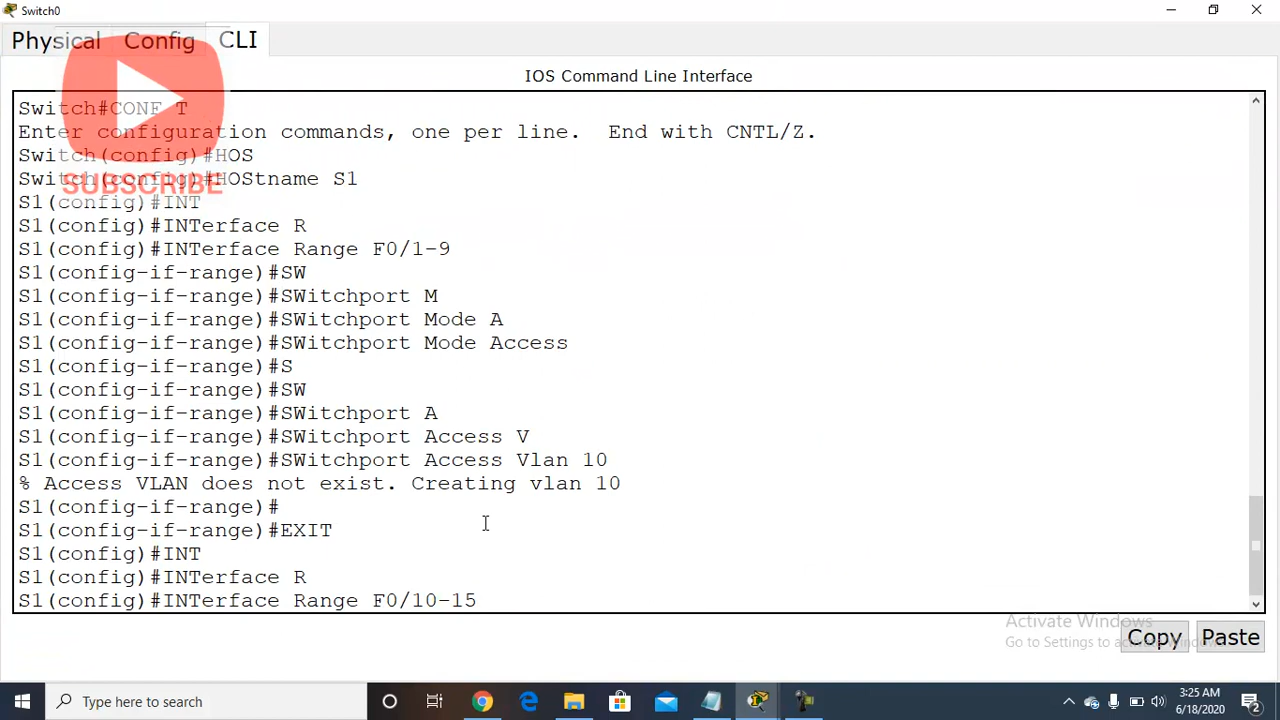 Switch0
Physical Config CLI
IOS Command Line Interface
Switch#CONF T
Enter configuration commands, one per line.  End with CNTL/Z.
Switch(config)#HOS
Switch(config)#HOStname S1
SUBSCRIBE
S1(config)#INT
S1(config)#INTerface R
S1(config)#INTerface Range F0/1-9
S1(config-if-range)#SW
S1(config-if-range)#SWitchport M
S1(config-if-range)#SWitchport Mode A
S1(config-if-range)#SWitchport Mode Access
S1(config-if-range)#S
S1(config-if-range)#SW
S1(config-if-range)#SWitchport A
S1(config-if-range)#SWitchport Access V
S1(config-if-range)#SWitchport Access Vlan 10
% Access VLAN does not exist. Creating vlan 10
S1(config-if-range)#
S1(config-if-range)#EXIT
S1(config)#INT
S1(config)#INTerface R
S1(config)#INTerface Range F0/10-15
Activate Windows
Go to Settings to activate Windows.
Copy Paste
Type here to search
3:25 AM
6/18/2020
2